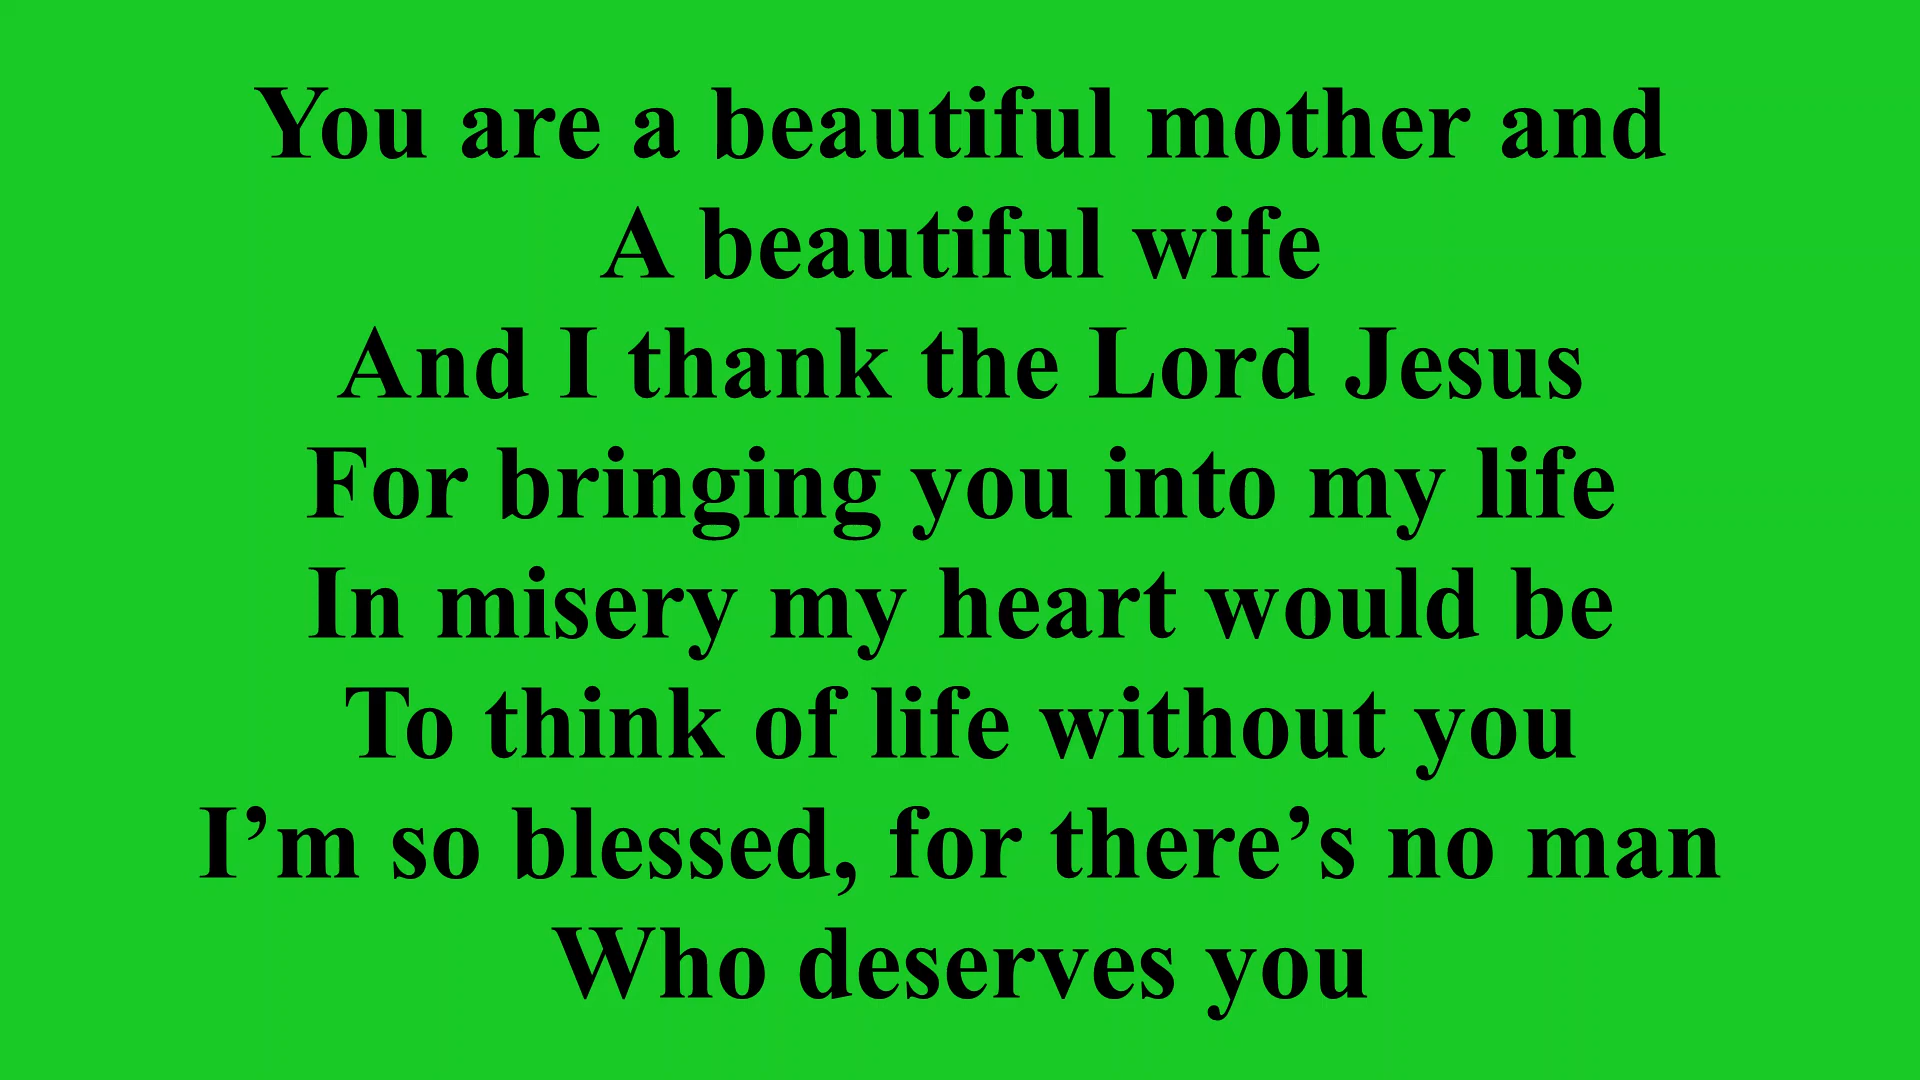 You are a beautiful mother and
A beautiful wife
And I thank the Lord Jesus
For bringing you into my life
In misery my heart would be
To think of life without you
I’m so blessed, for there’s no man
Who deserves you